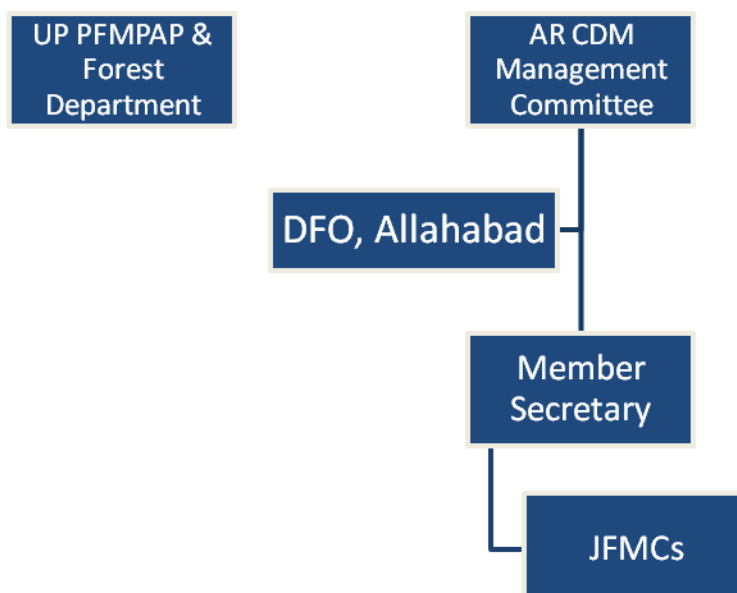 UP PFMPAP &
Forest
Department
AR CDM
Management
Committee
DFO, Allahabad
Member
Secretary
JFMCs